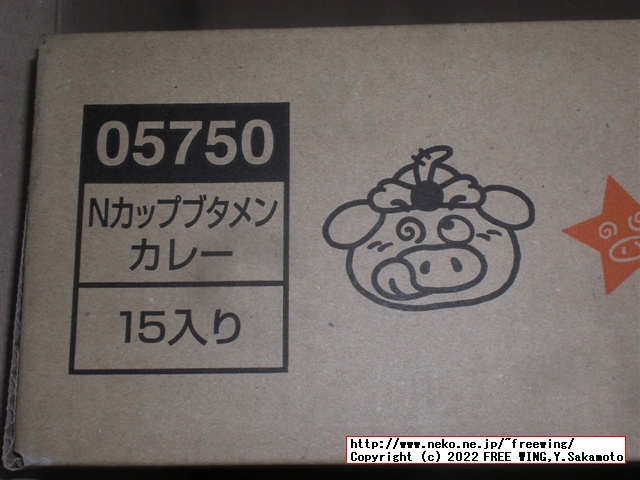 05750
Nカップブタメン
カレー
15入り
http://www.neko.ne.jp/~freewing/
Copyright (c) 2022 FREE WING,Y.Sakamoto